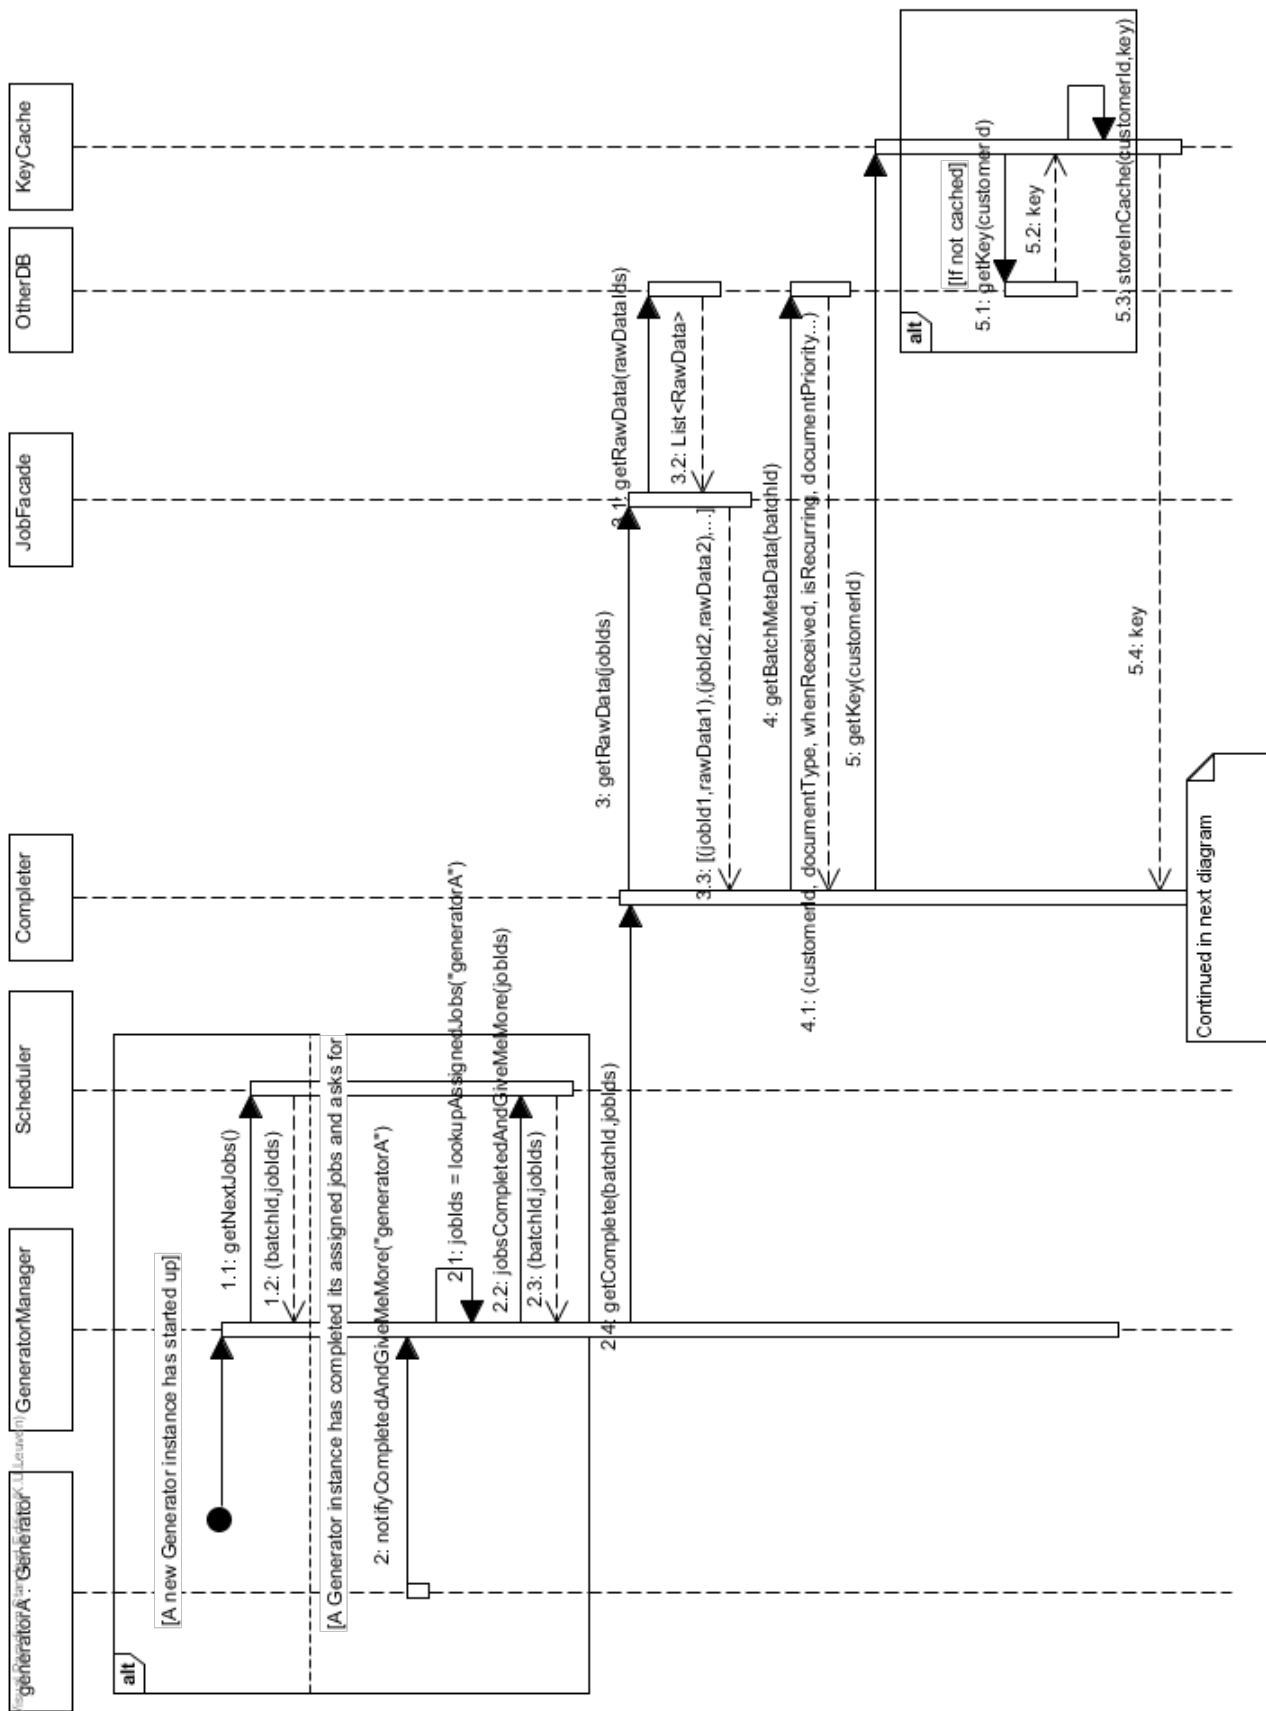 generatorA : Generator
GeneratorManager
Scheduler
Completer
JobFacade
OtherDB
KeyCache
alt
[A new Generator instance has started up]
1.1: getNextJobs()
1.2: (batchId,jobIds)
[A Generator instance has completed its assigned jobs and asks for
2: notifyCompletedAndGiveMeMore("generatorA")
2.1: jobIds = lookupAssignedJobs("generatorA")
2.2: jobsCompletedAndGiveMeMore(jobIds)
2.3: (batchId,jobIds)
2.4: getComplete(batchId,jobIds)
3: getRawData(jobIds)
3.1: getRawData(rawDataIds)
3.2: List<RawData>
3.3: [(jobId1,rawData1),(jobId2,rawData2),...]
4: getBatchMetaData(batchId)
4.1: (customerId, documentType, whenReceived, isRecurring, documentPriority...)
5: getKey(customerId)
alt
[If not cached]
5.1: getKey(customerId)
5.2: key
5.3: storeInCache(customerId,key)
5.4: key
Continued in next diagram
Visual Paradigm Standard Edition(K.U.Leuven)